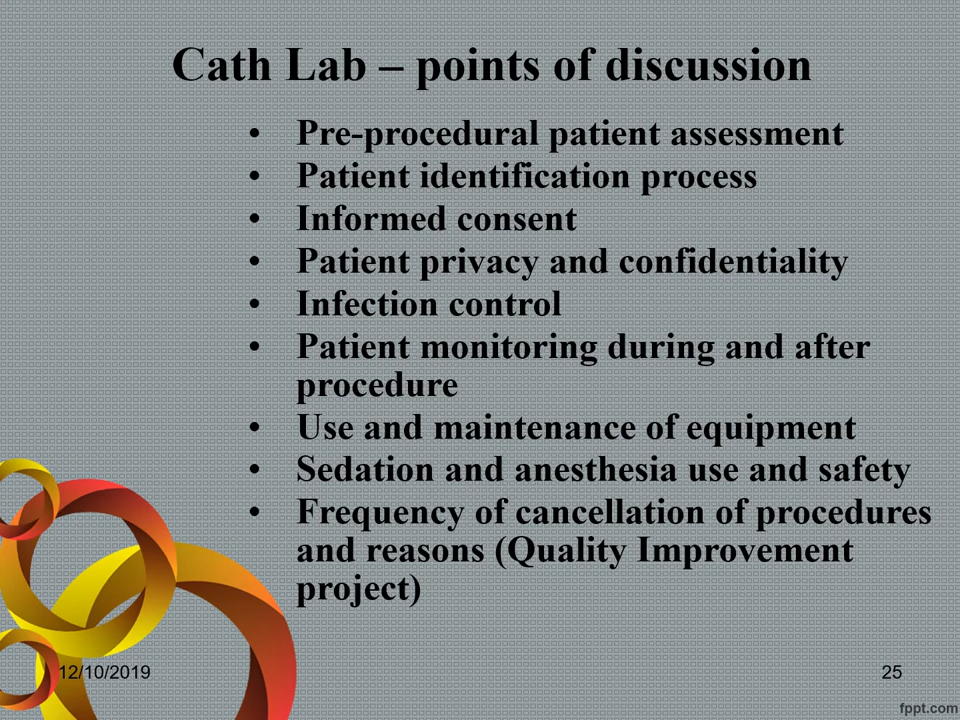 Cath Lab – points of discussion
• Pre-procedural patient assessment
• Patient identification process
• Informed consent
• Patient privacy and confidentiality
• Infection control
• Patient monitoring during and after
procedure
• Use and maintenance of equipment
• Sedation and anesthesia use and safety
• Frequency of cancellation of procedures
and reasons (Quality Improvement
project)
12/10/2019
25
fppt.com